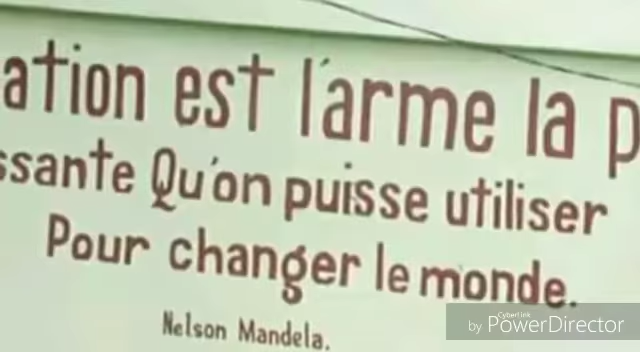 ation est l'arme la p
ssante Qu'on puisse utiliser
Pour changer le monde.
Nelson Mandela.
CyberLink
by PowerDirector